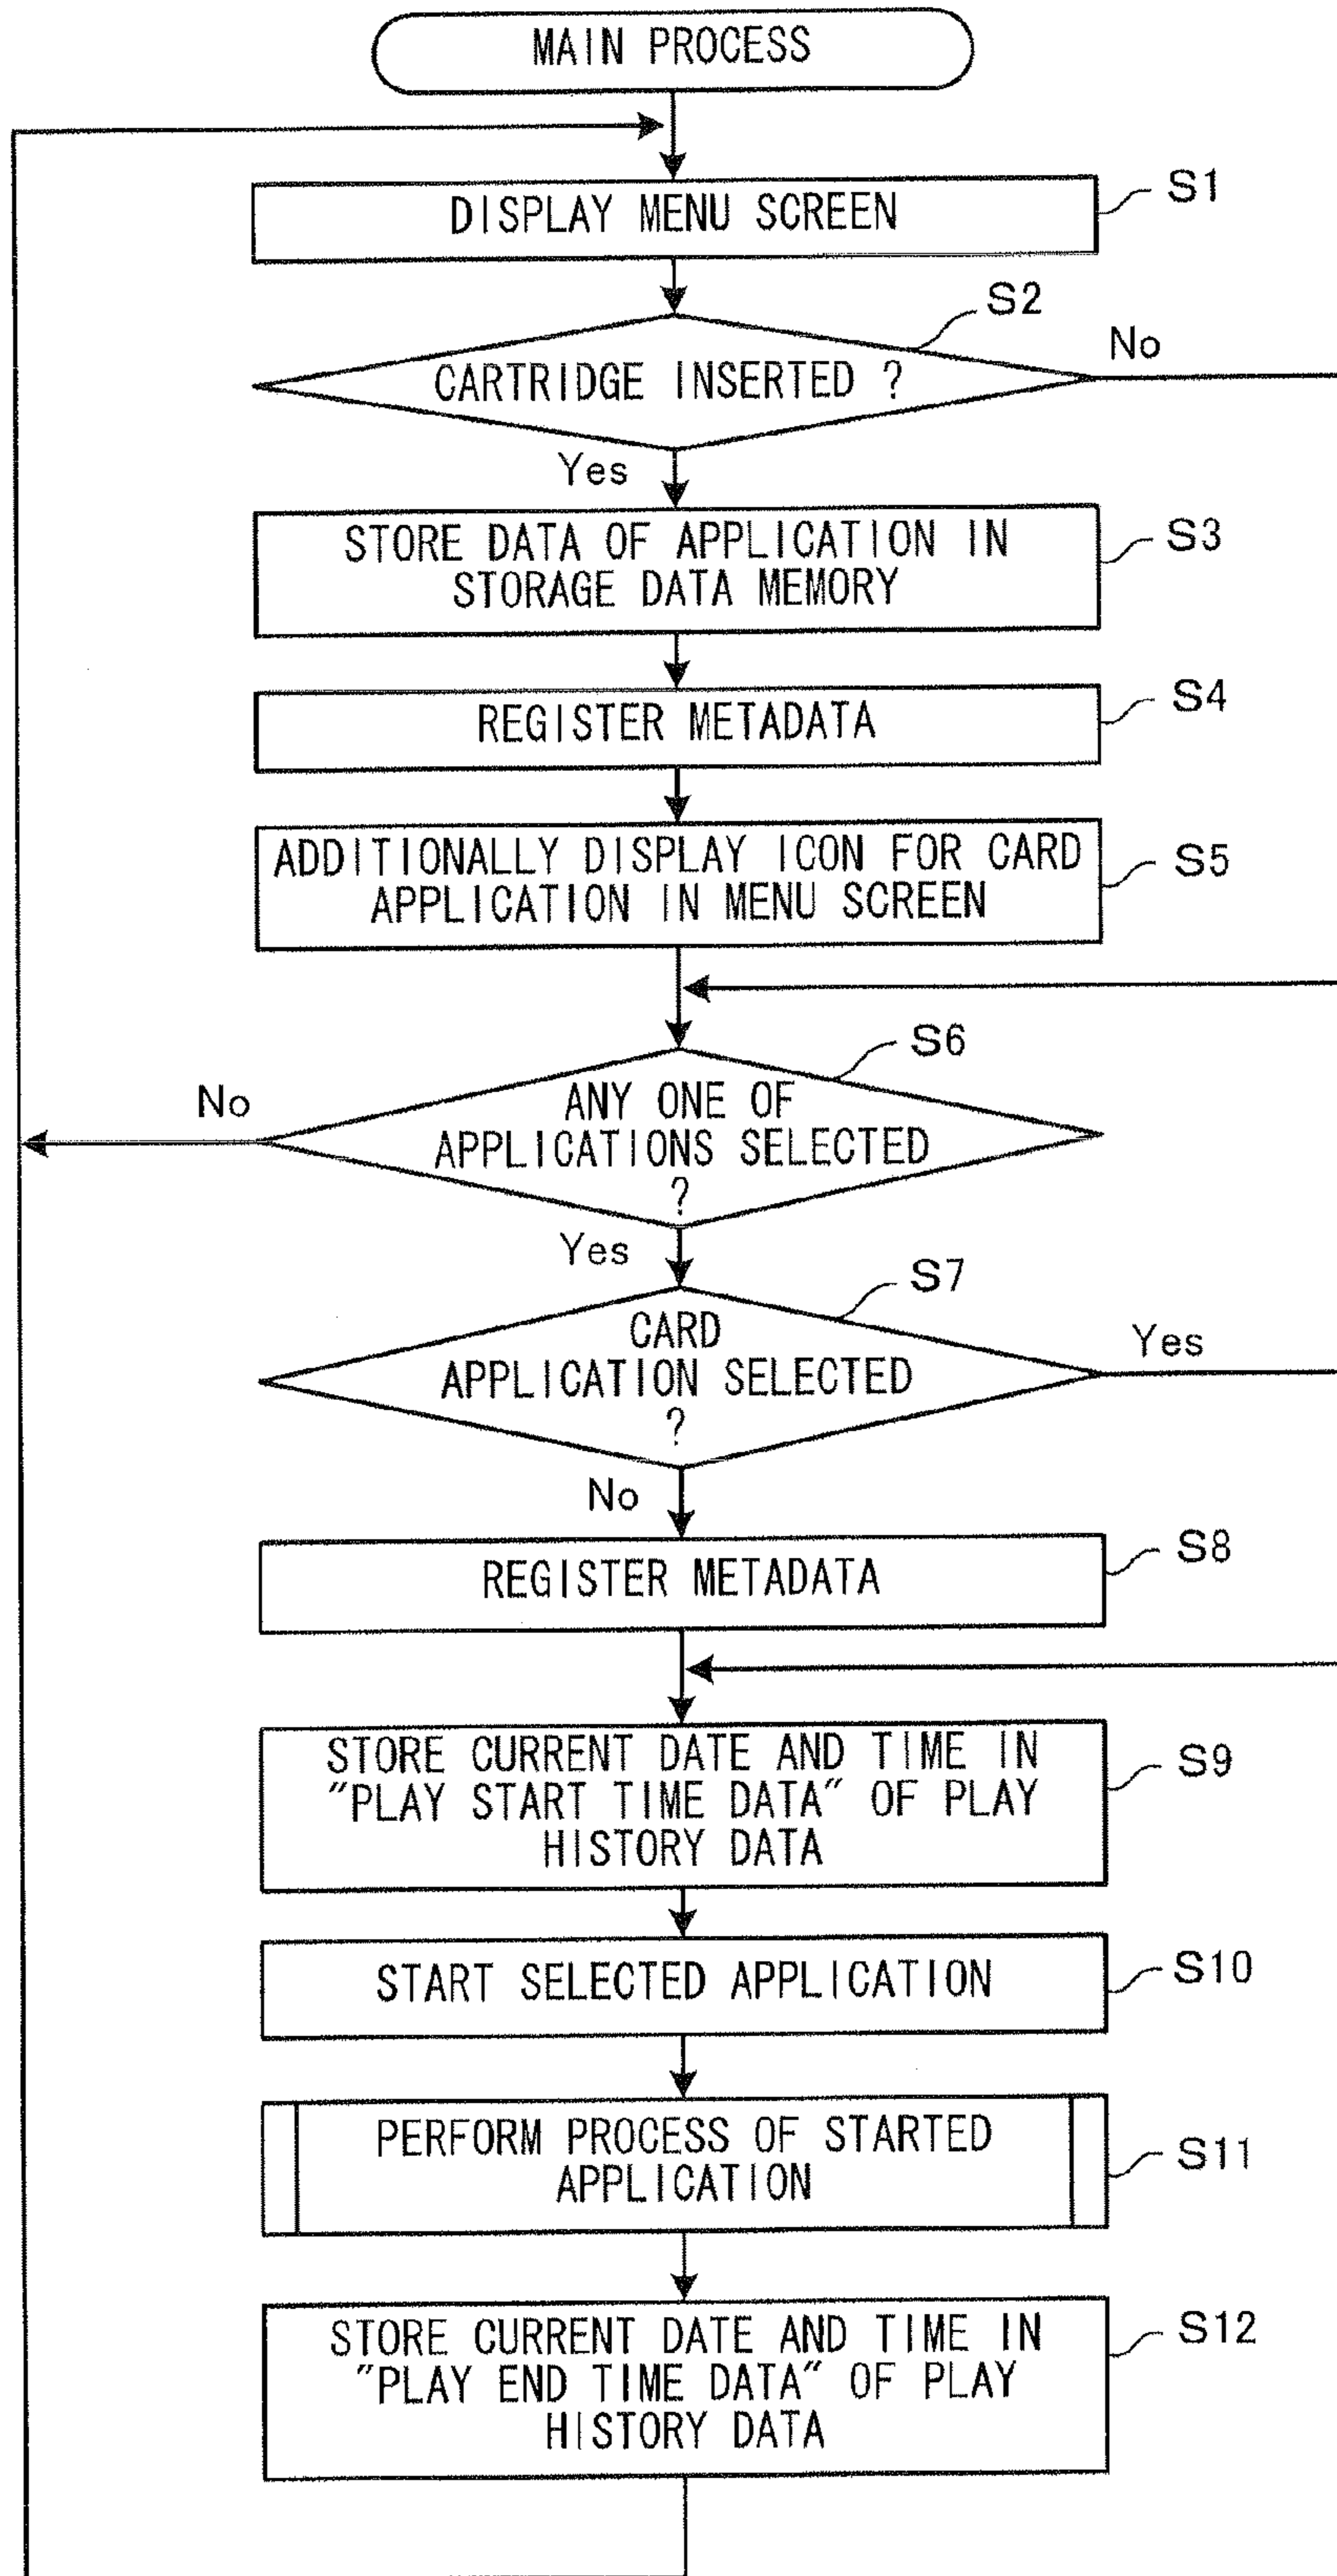 MAIN PROCESS
DISPLAY MENU SCREEN
S1
S2
CARTRIDGE INSERTED ?
No
Yes
STORE DATA OF APPLICATION IN
STORAGE DATA MEMORY
S3
REGISTER METADATA
S4
ADDITIONALLY DISPLAY ICON FOR CARD
APPLICATION IN MENU SCREEN
S5
S6
No
ANY ONE OF
APPLICATIONS SELECTED
?
Yes
S7
CARD
APPLICATION SELECTED
?
Yes
No
REGISTER METADATA
S8
STORE CURRENT DATE AND TIME IN
"PLAY START TIME DATA" OF PLAY
HISTORY DATA
S9
START SELECTED APPLICATION
S10
PERFORM PROCESS OF STARTED
APPLICATION
S11
STORE CURRENT DATE AND TIME IN
"PLAY END TIME DATA" OF PLAY
HISTORY DATA
S12